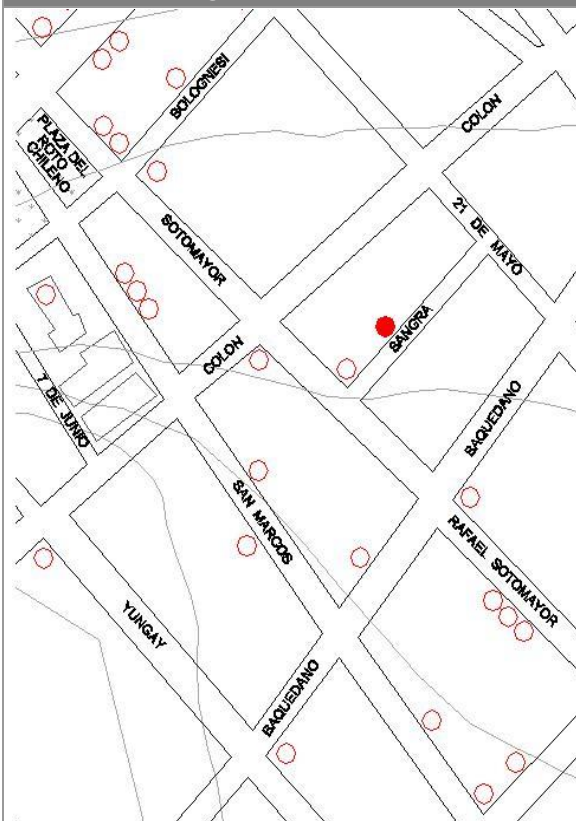 BOLOGNESI
COLON
PLAZA DEL
ROTO
CHILENO
SOTOMAYOR
21 DE MAYO
SANGRA
COLON
7 DE JUNIO
BAQUEDANO
SAN MARCOS
RAFAEL SOTOMAYOR
YUNGAY
BAQUEDANO